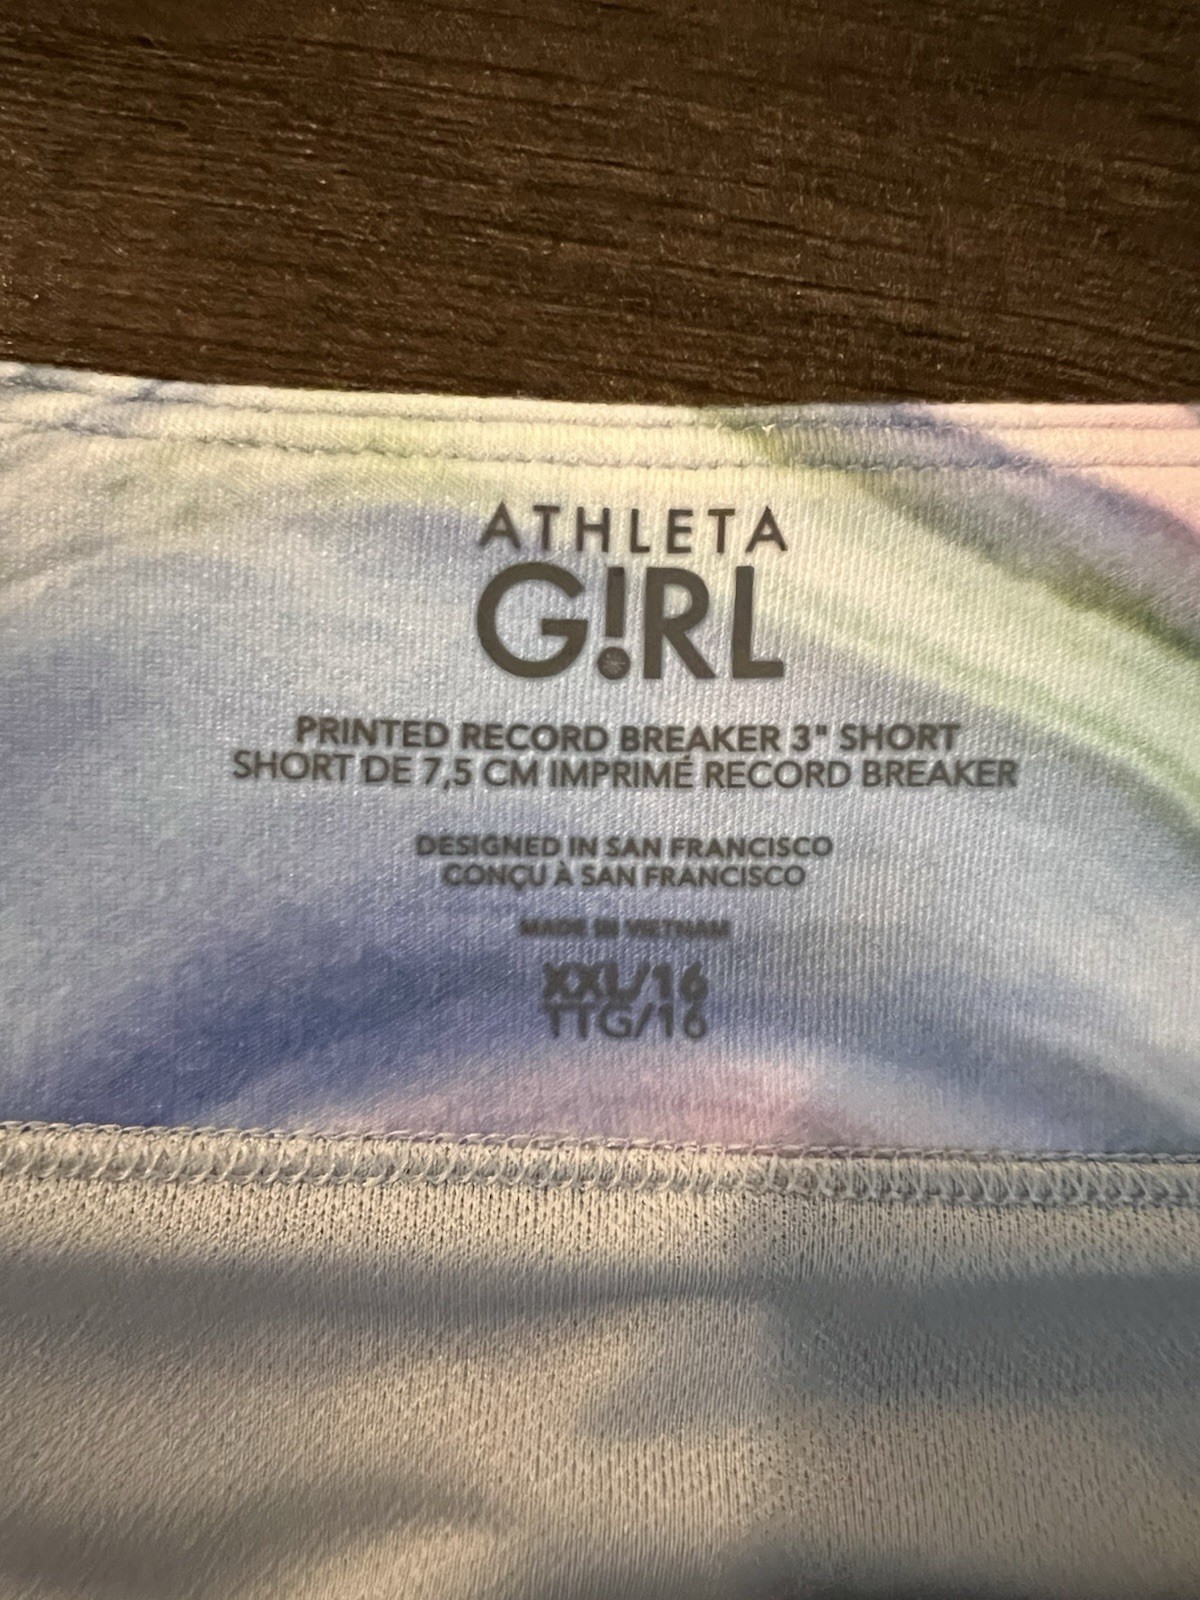 ATHLETA
G!RL
PRINTED RECORD BREAKER 3" SHORT
SHORT DE 7,5 CM IMPRIMÉ RECORD BREAKER
DESIGNED IN SAN FRANCISCO
CONÇU À SAN FRANCISCO
MADE IN VIETNAM
XXL/16
TTG/16